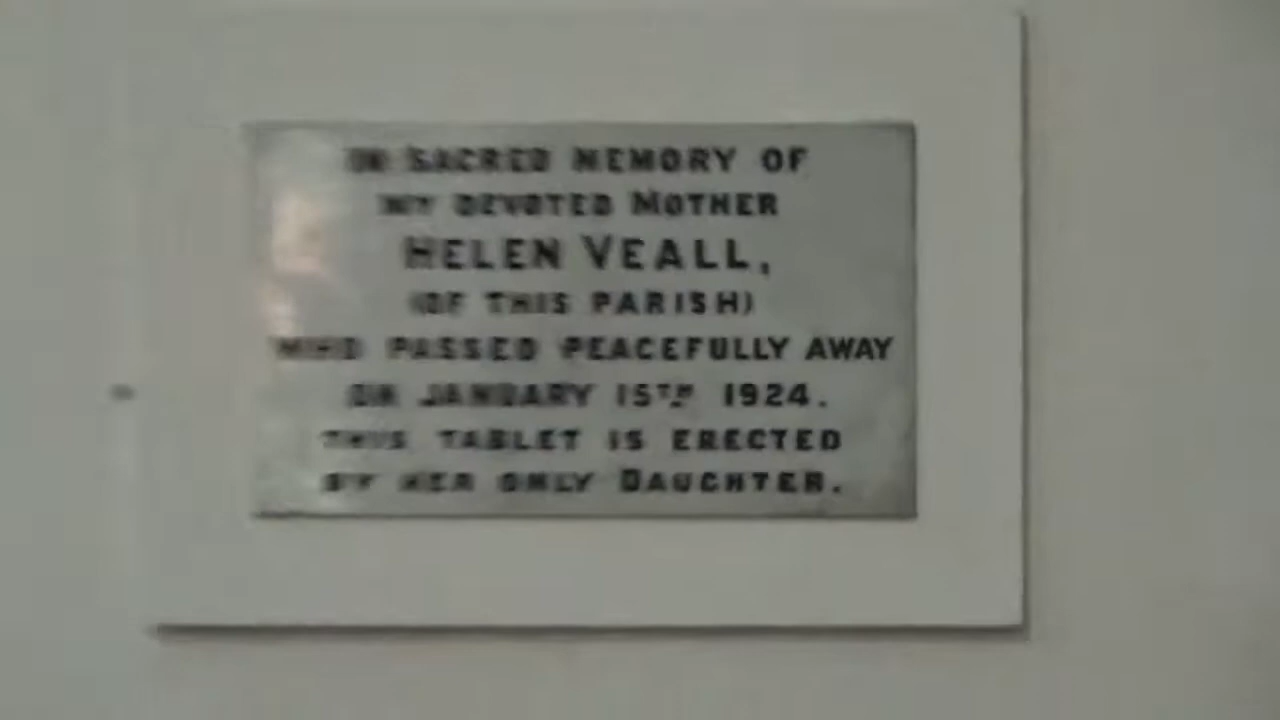 IN SACRED MEMORY OF
MY DEVOTED MOTHER
HELEN VEALL,
(OF THIS PARISH)
WHO PASSED PEACEFULLY AWAY
ON JANUARY 15TH 1924.
THIS TABLET IS ERECTED
BY HER ONLY DAUGHTER.